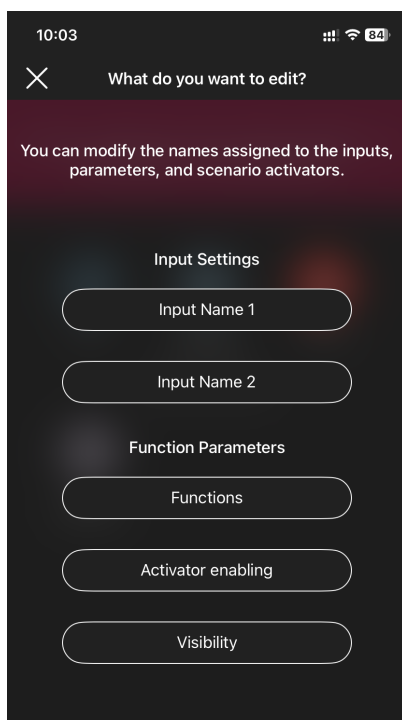 10:03
84
What do you want to edit?
You can modify the names assigned to the inputs,
parameters, and scenario activators.
Input Settings
Input Name 1
Input Name 2
Function Parameters
Functions
Activator enabling
Visibility